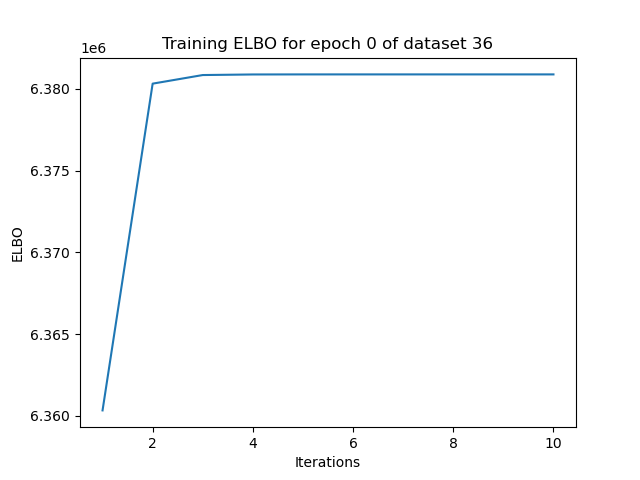 Training ELBO for epoch 0 of dataset 36
1e6
6.380
6.375
6.370
6.365
6.360
ELBO
2
4
6
8
10
Iterations